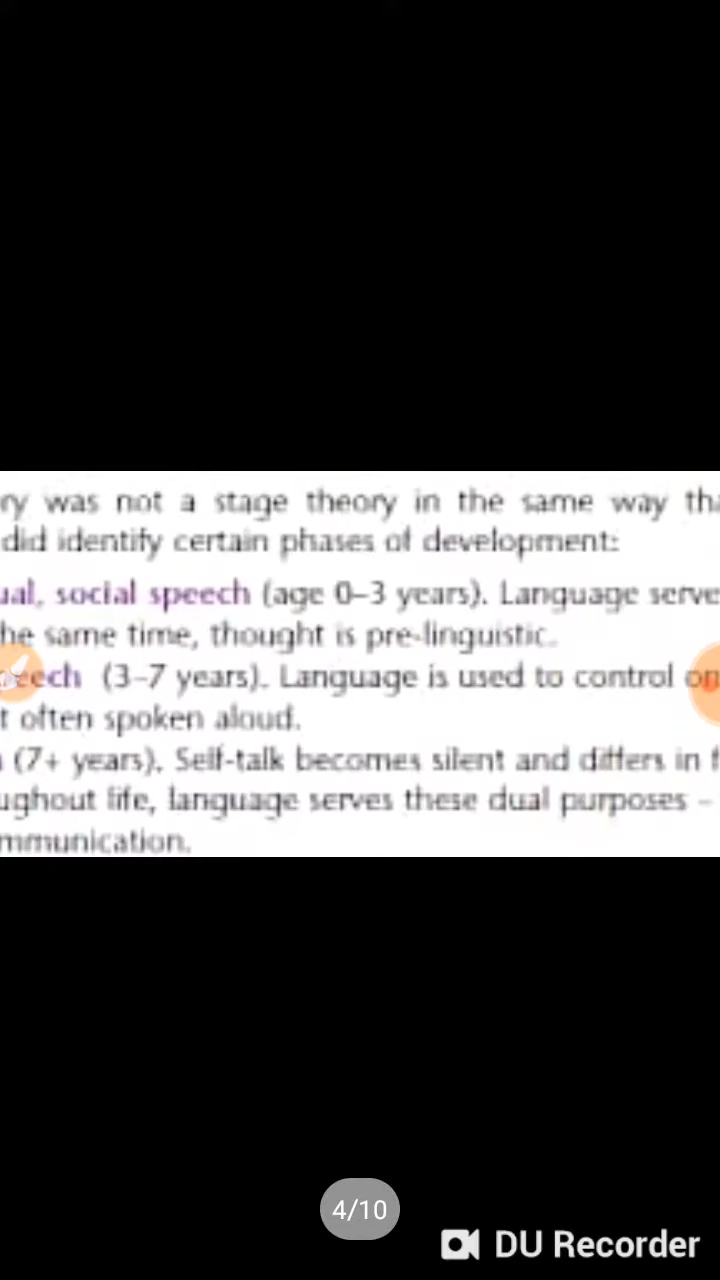 ry was not a stage theory in the same way tha
did identify certain phases of development:
ual, social speech (age 0–3 years). Language serve
he same time, thought is pre-linguistic.
eech (3–7 years). Language is used to control on
t often spoken aloud.
(7+ years). Self-talk becomes silent and differs in f
ughout life, language serves these dual purposes –
mmunication.
4/10
DU Recorder